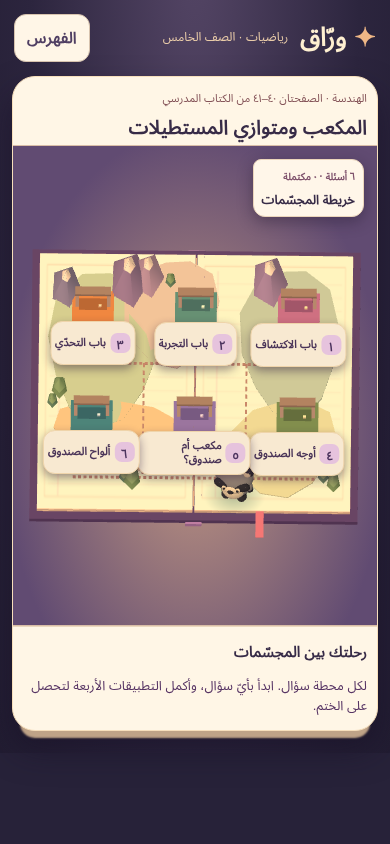 ورّاق
رياضيات · الصف الخامس
الفهرس
الهندسة · الصفحتان ٤٠–٤١ من الكتاب المدرسي
المكعب ومتوازي المستطيلات
٦ أسئلة · ٠ مكتملة
خريطة المجسّمات
١ باب الاكتشاف
٢ باب التجربة
٣ باب التحدّي
٤ أوجه الصندوق
٥ مكعب أم
صندوق؟
٦ ألواح الصندوق
رحلتك بين المجسّمات
لكل محطة سؤال. ابدأ بأيّ سؤال، وأكمل التطبيقات الأربعة لتحصل
على الختم.